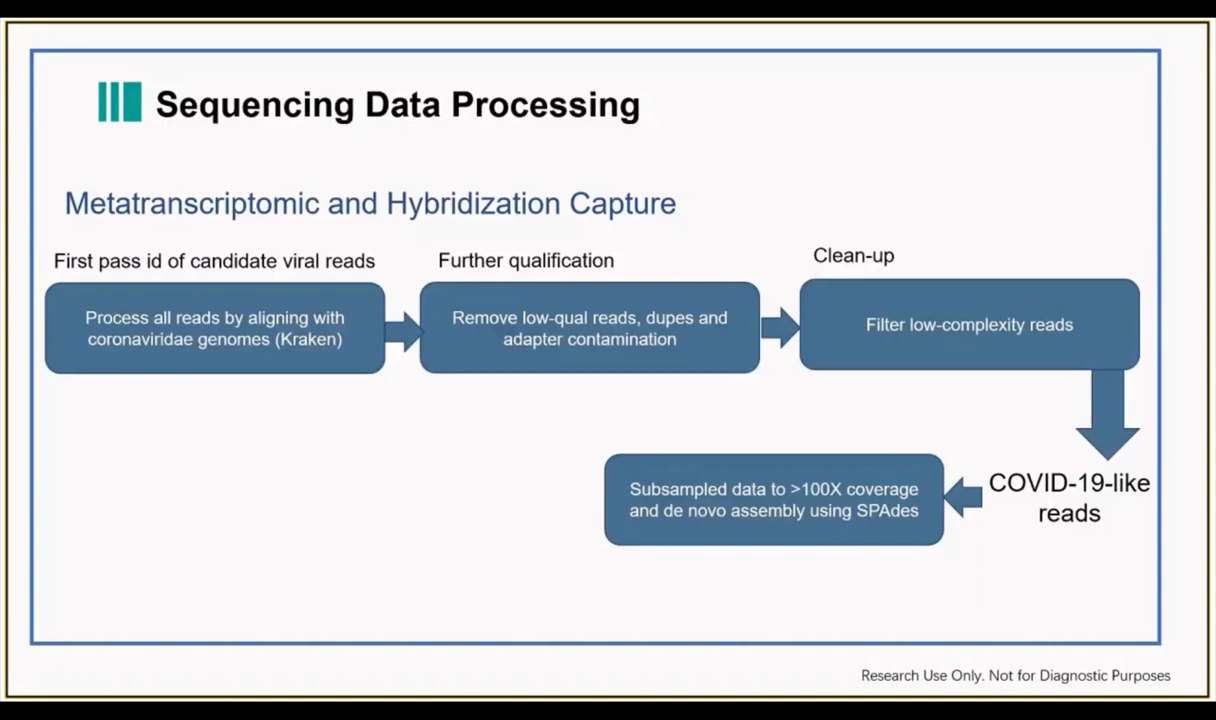 Sequencing Data Processing
Metatranscriptomic and Hybridization Capture
First pass id of candidate viral reads
Process all reads by aligning with
coronaviridae genomes (Kraken)
Further qualification
Remove low-qual reads, dupes and
adapter contamination
Clean-up
Filter low-complexity reads
COVID-19-like
reads
Subsampled data to >100X coverage
and de novo assembly using SPAdes
Research Use Only. Not for Diagnostic Purposes